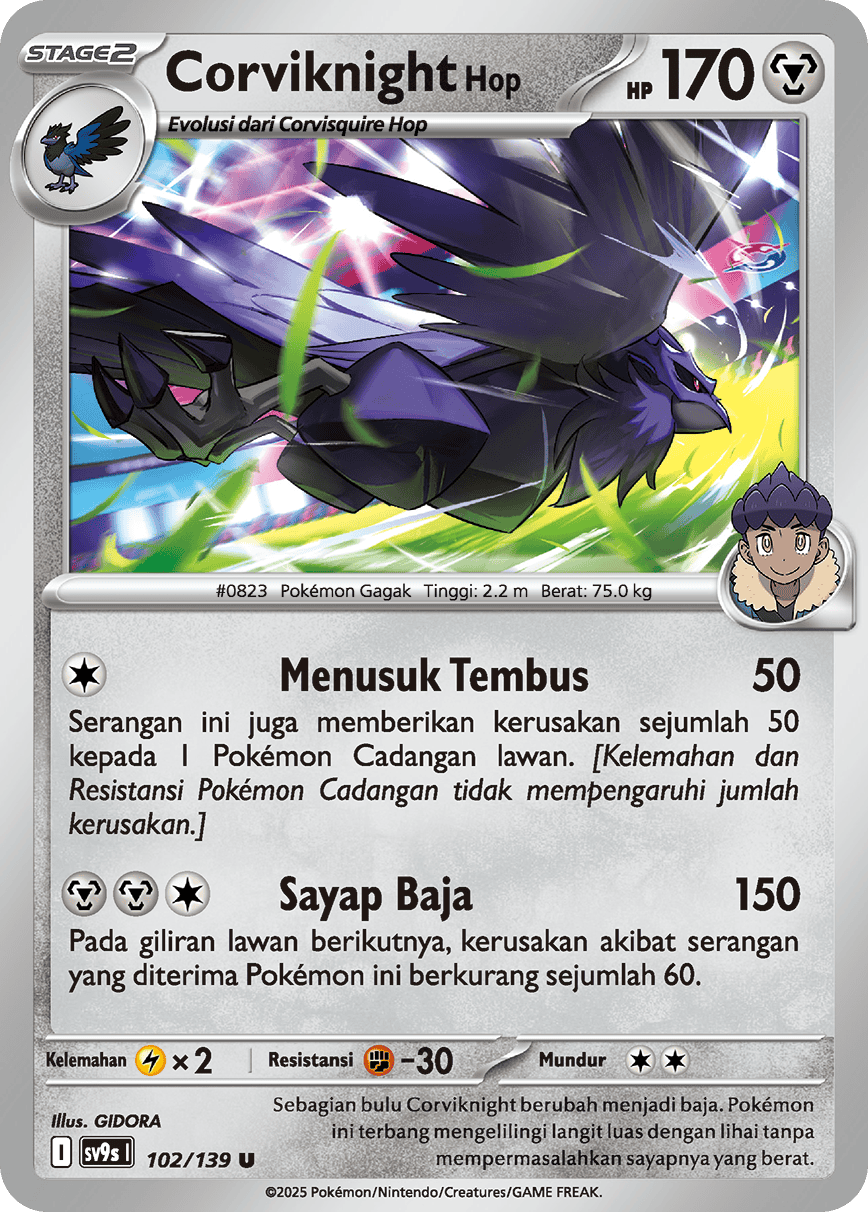 STAGE2
Corviknight Hop
HP 170
Evolusi dari Corvisquire Hop
#0823 Pokémon Gagak Tinggi: 2.2 m Berat: 75.0 kg
Menusuk Tembus 50
Serangan ini juga memberikan kerusakan sejumlah 50
kepada 1 Pokémon Cadangan lawan. [Kelemahan dan
Resistansi Pokémon Cadangan tidak mempengaruhi jumlah
kerusakan.]
Sayap Baja 150
Pada giliran lawan berikutnya, kerusakan akibat serangan
yang diterima Pokémon ini berkurang sejumlah 60.
Kelemahan ×2 Resistansi -30 Mundur
Illus. GIDORA
I sv9s I 102/139 U
Sebagian bulu Corviknight berubah menjadi baja. Pokémon
ini terbang mengelilingi langit luas dengan lihai tanpa
mempermasalahkan sayapnya yang berat.
©2025 Pokémon/Nintendo/Creatures/GAME FREAK.